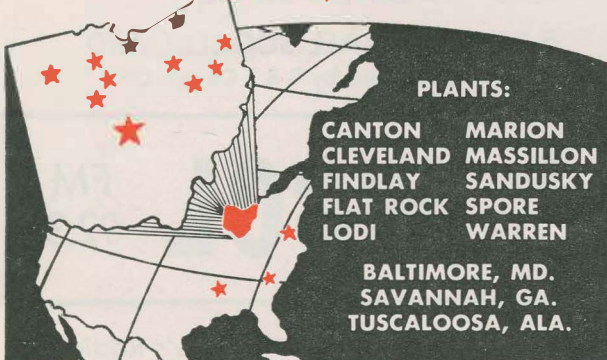 PLANTS:
CANTON MARION
CLEVELAND MASSILLON
FINDLAY SANDUSKY
FLAT ROCK SPORE
LODI WARREN
BALTIMORE, MD.
SAVANNAH, GA.
TUSCALOOSA, ALA.